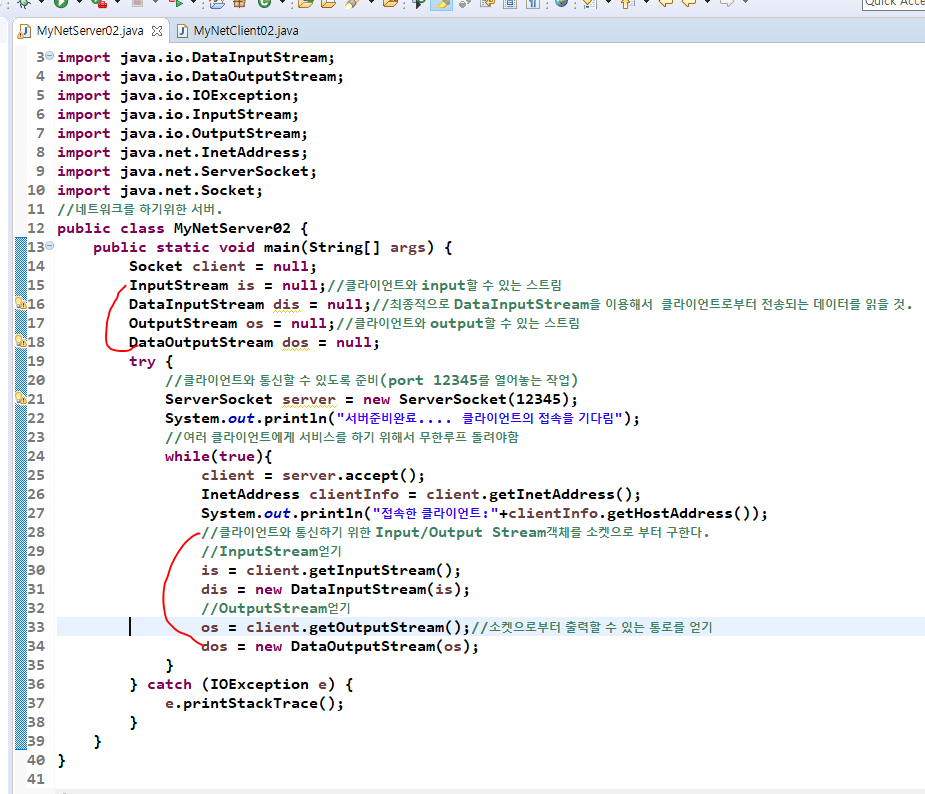 Quick Acce
MyNetServer02.java MyNetClient02.java
3 import java.io.DataInputStream;
4 import java.io.DataOutputStream;
5 import java.io.IOException;
6 import java.io.InputStream;
7 import java.io.OutputStream;
8 import java.net.InetAddress;
9 import java.net.ServerSocket;
10 import java.net.Socket;
11 //네트워크를 하기위한 서버.
12 public class MyNetServer02 {
13 public static void main(String[] args) {
14 Socket client = null;
15 InputStream is = null;//클라이언트와 input할 수 있는 스트림
16 DataInputStream dis = null;//최종적으로 DataInputStream을 이용해서 클라이언트로부터 전송되는 데이터를 읽을 것.
17 OutputStream os = null;//클라이언트와 output할 수 있는 스트림
18 DataOutputStream dos = null;
19 try {
20 //클라이언트와 통신할 수 있도록 준비(port 12345를 열어놓는 작업)
21 ServerSocket server = new ServerSocket(12345);
22 System.out.println("서버준비완료.... 클라이언트의 접속을 기다림");
23 //여러 클라이언트에게 서비스를 하기 위해서 무한루프 돌려야함
24 while(true){
25 client = server.accept();
26 InetAddress clientInfo = client.getInetAddress();
27 System.out.println("접속한 클라이언트:"+clientInfo.getHostAddress());
28 //클라이언트와 통신하기 위한 Input/Output Stream객체를 소켓으로 부터 구한다.
29 //InputStream얻기
30 is = client.getInputStream();
31 dis = new DataInputStream(is);
32 //OutputStream얻기
33 os = client.getOutputStream();//소켓으로부터 출력할 수 있는 통로를 얻기
34 dos = new DataOutputStream(os);
35 }
36 } catch (IOException e) {
37 e.printStackTrace();
38 }
39 }
40 }
41